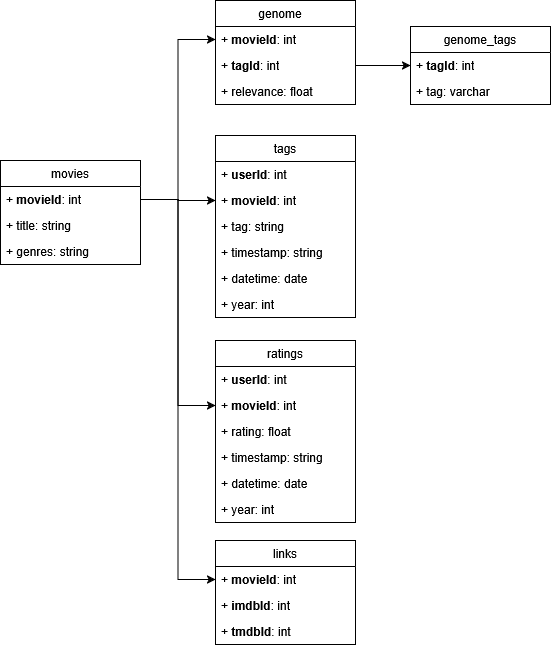 movies
+ movieId: int
+ title: string
+ genres: string
genome
+ movieId: int
+ tagId: int
+ relevance: float
genome_tags
+ tagId: int
+ tag: varchar
tags
+ userId: int
+ movieId: int
+ tag: string
+ timestamp: string
+ datetime: date
+ year: int
ratings
+ userId: int
+ movieId: int
+ rating: float
+ timestamp: string
+ datetime: date
+ year: int
links
+ movieId: int
+ imdbId: int
+ tmdbId: int